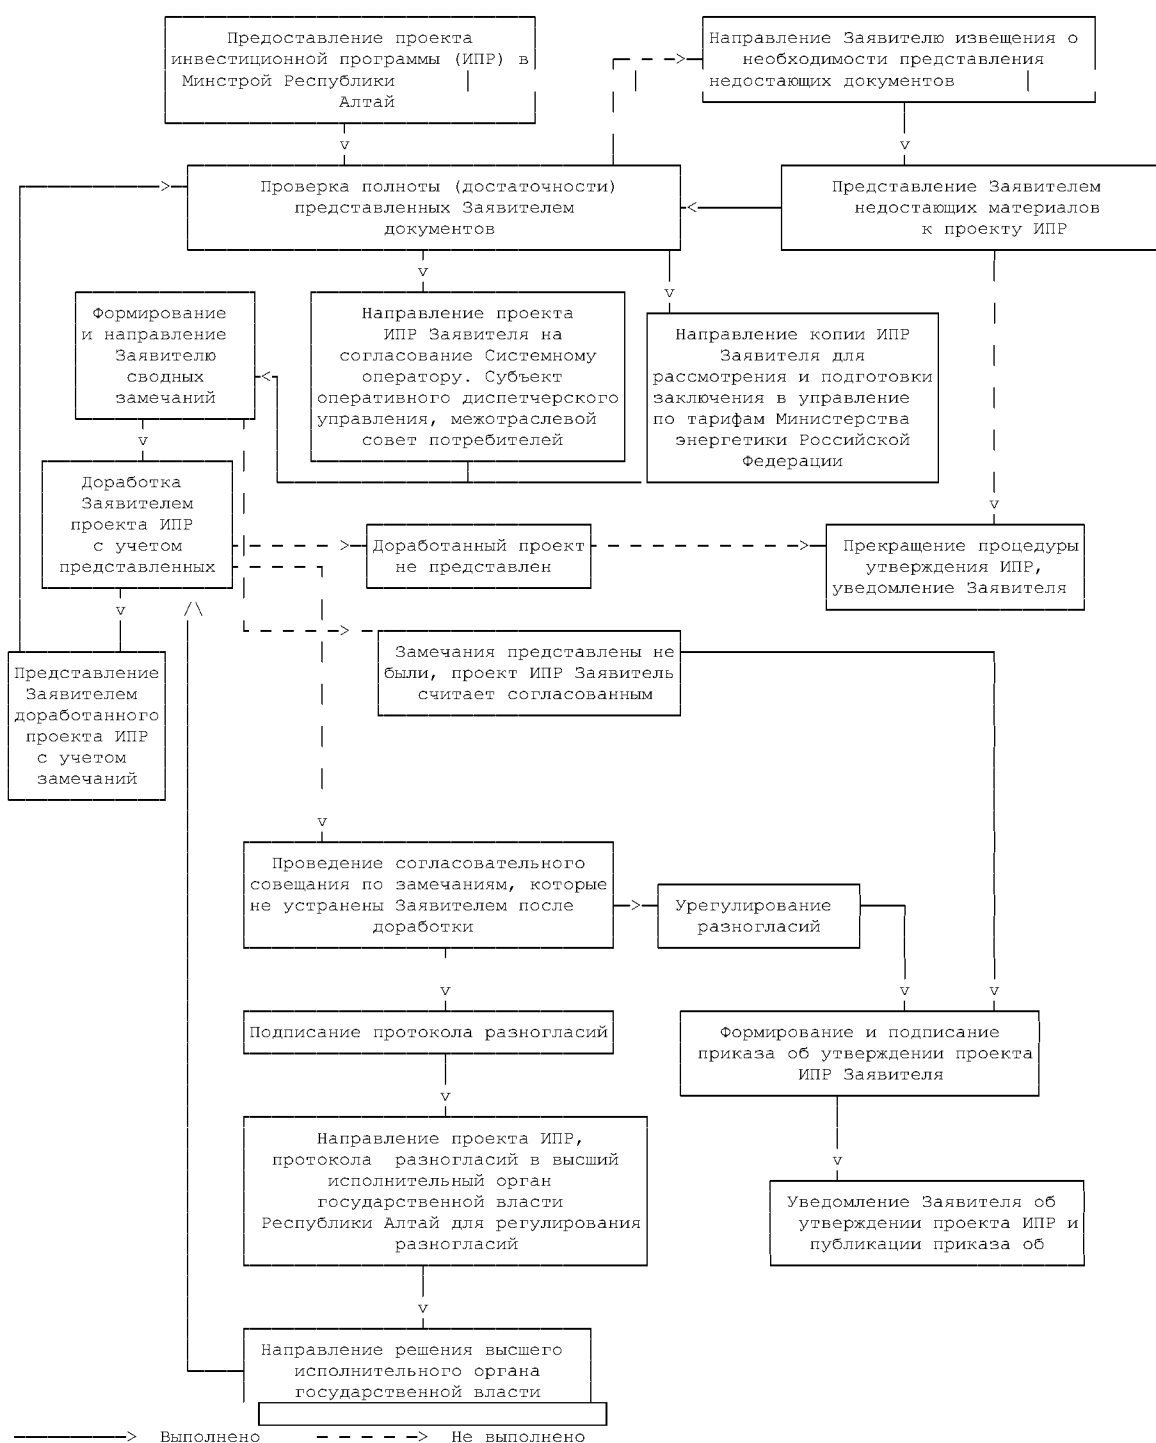 Предоставление проекта
инвестиционной программы (ИПР) в
Минстрой Республики
Алтай
Направление Заявителю извещения о
необходимости представления
недостающих документов
Проверка полноты (достаточности)
представленных Заявителем
документов
Представление Заявителем
недостающих материалов
к проекту ИПР
Формирование
и направление
Заявителю
сводных
замечаний
Направление проекта
ИПР Заявителя на
согласование Системному
оператору. Субъект
оперативного диспетчерского
управления, межотраслевой
совет потребителей
Направление копии ИПР
Заявителя для
рассмотрения и подготовки
заключения в управление
по тарифам Министерства
энергетики Российской
Федерации
Доработка
Заявителем
проекта ИПР
с учетом
представленных
Доработанный проект
не представлен
Прекращение процедуры
утверждения ИПР,
уведомление Заявителя
Замечания представлены не
были, проект ИПР Заявитель
считает согласованным
Представление
Заявителем
доработанного
проекта ИПР
с учетом
замечаний
Проведение согласовательного
совещания по замечаниям, которые
не устранены Заявителем после
доработки
Урегулирование
разногласий
Подписание протокола разногласий
Формирование и подписание
приказа об утверждении проекта
ИПР Заявителя
Направление проекта ИПР,
протокола разногласий в высший
исполнительный орган
государственной власти
Республики Алтай для регулирования
разногласий
Уведомление Заявителя об
утверждении проекта ИПР и
публикации приказа об
Направление решения высшего
исполнительного органа
государственной власти
Выполнено
Не выполнено